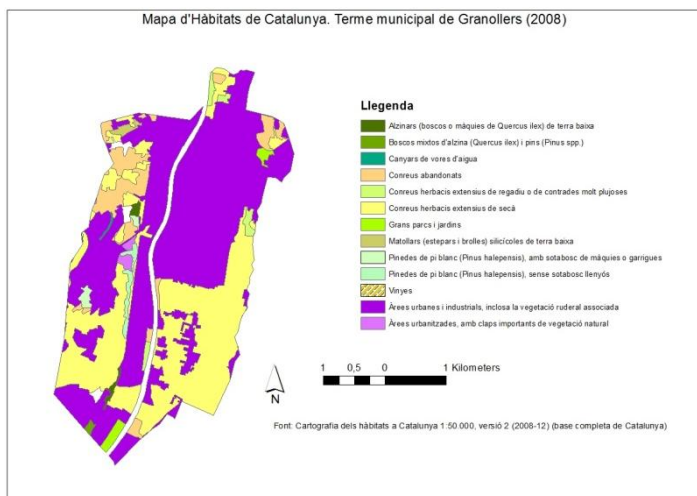 Mapa d'Hàbitats de Catalunya. Terme municipal de Granollers (2008)
Llegenda
Alzinars (boscos o màquies de Quercus ilex) de terra baixa
Boscos mixtos d'alzina (Quercus ilex) i pins (Pinus spp.)
Canyars de vores d'aigua
Conreus abandonats
Conreus herbacis extensius de regadiu o de contrades molt plujoses
Conreus herbacis extensius de secà
Grans parcs i jardins
Matollars (estepars i brolles) silicícoles de terra baixa
Pinedes de pi blanc (Pinus halepensis), amb sotabosc de màquies o garrigues
Pinedes de pi blanc (Pinus halepensis), sense sotabosc llenyós
Vinyes
Àrees urbanes i industrials, inclosa la vegetació ruderal associada
Àrees urbanitzades, amb claps importants de vegetació natural
1 0,5 0 1 Kilometers
N
Font: Cartografia dels hàbitats a Catalunya 1:50.000, versió 2 (2008-12) (base completa de Catalunya)